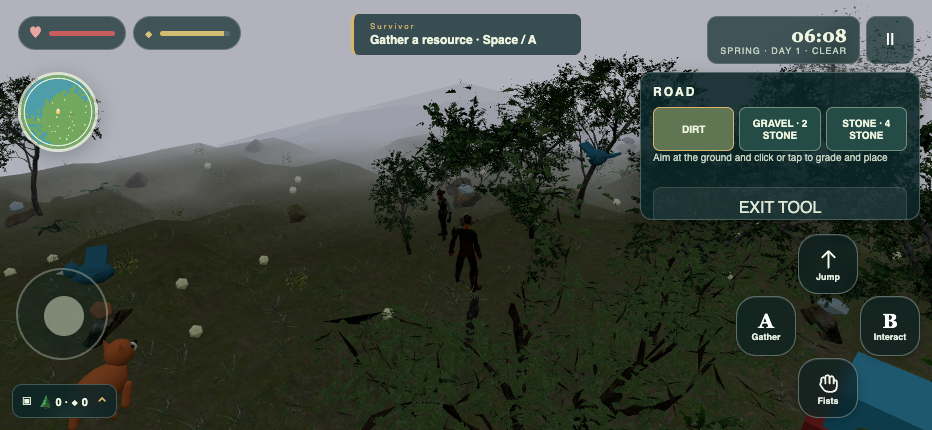 Survivor
Gather a resource · Space / A
06:08
SPRING · DAY 1 · CLEAR
ROAD
DIRT
GRAVEL · 2
STONE
STONE · 4
STONE
Aim at the ground and click or tap to grade and place
EXIT TOOL
Jump
A
Gather
B
Interact
Fists
0 · ◆ 0